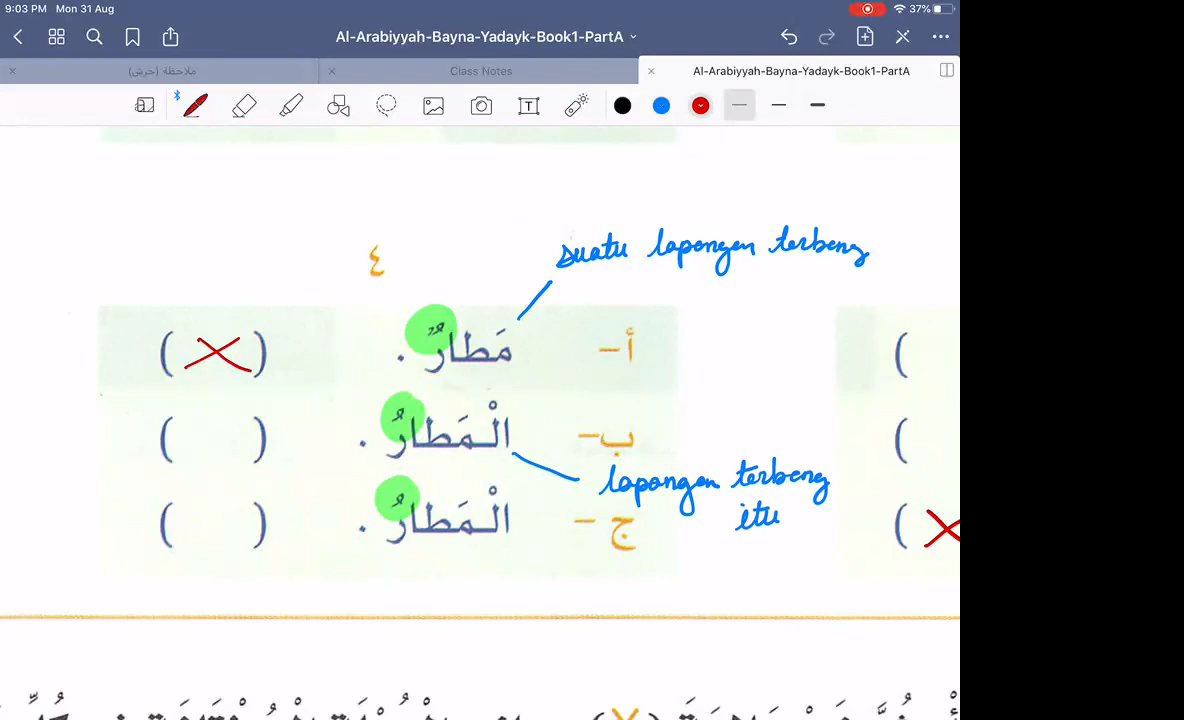 9:03 PM Mon 31 Aug
37%
Al-Arabiyyah-Bayna-Yadayk-Book1-PartA
ملاحظة (حرش)
Class Notes
Al-Arabiyyah-Bayna-Yadayk-Book1-PartA
٤
suatu lapangan terbang
أ- مَطارٌ . ( × )
ب- الْمَطارُ . ( )
lapangan terbang
itu
ج- الْمَطارُ . ( )